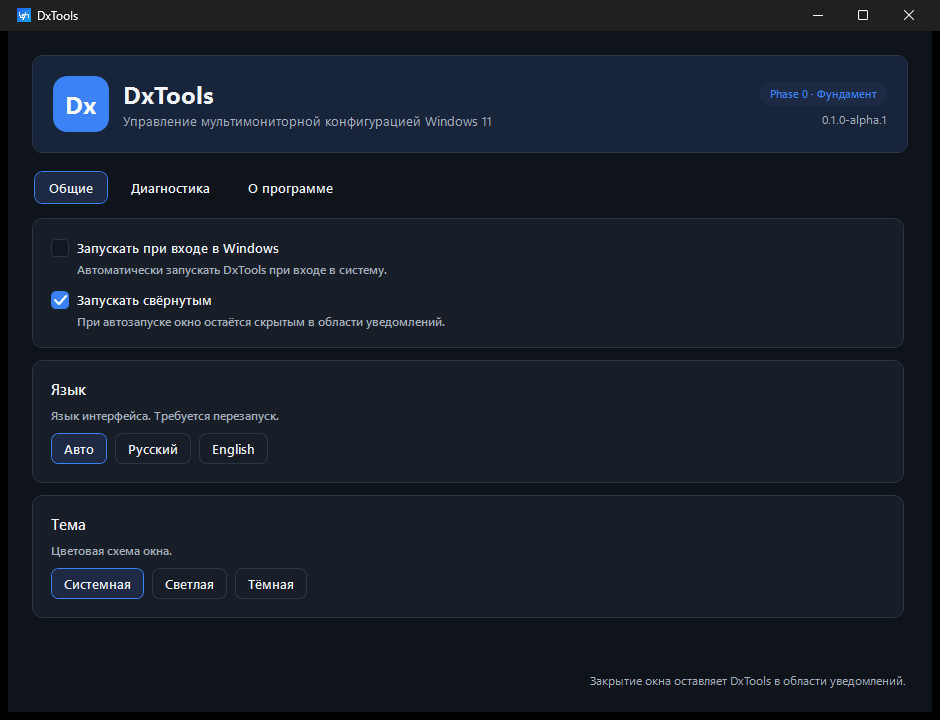 DxTools
Dx
DxTools
Управление мультимониторной конфигурацией Windows 11
Phase 0 · Фундамент
0.1.0-alpha.1
Общие
Диагностика
О программе
Запускать при входе в Windows
Автоматически запускать DxTools при входе в систему.
Запускать свёрнутым
При автозапуске окно остаётся скрытым в области уведомлений.
Язык
Язык интерфейса. Требуется перезапуск.
Авто
Русский
English
Тема
Цветовая схема окна.
Системная
Светлая
Тёмная
Закрытие окна оставляет DxTools в области уведомлений.